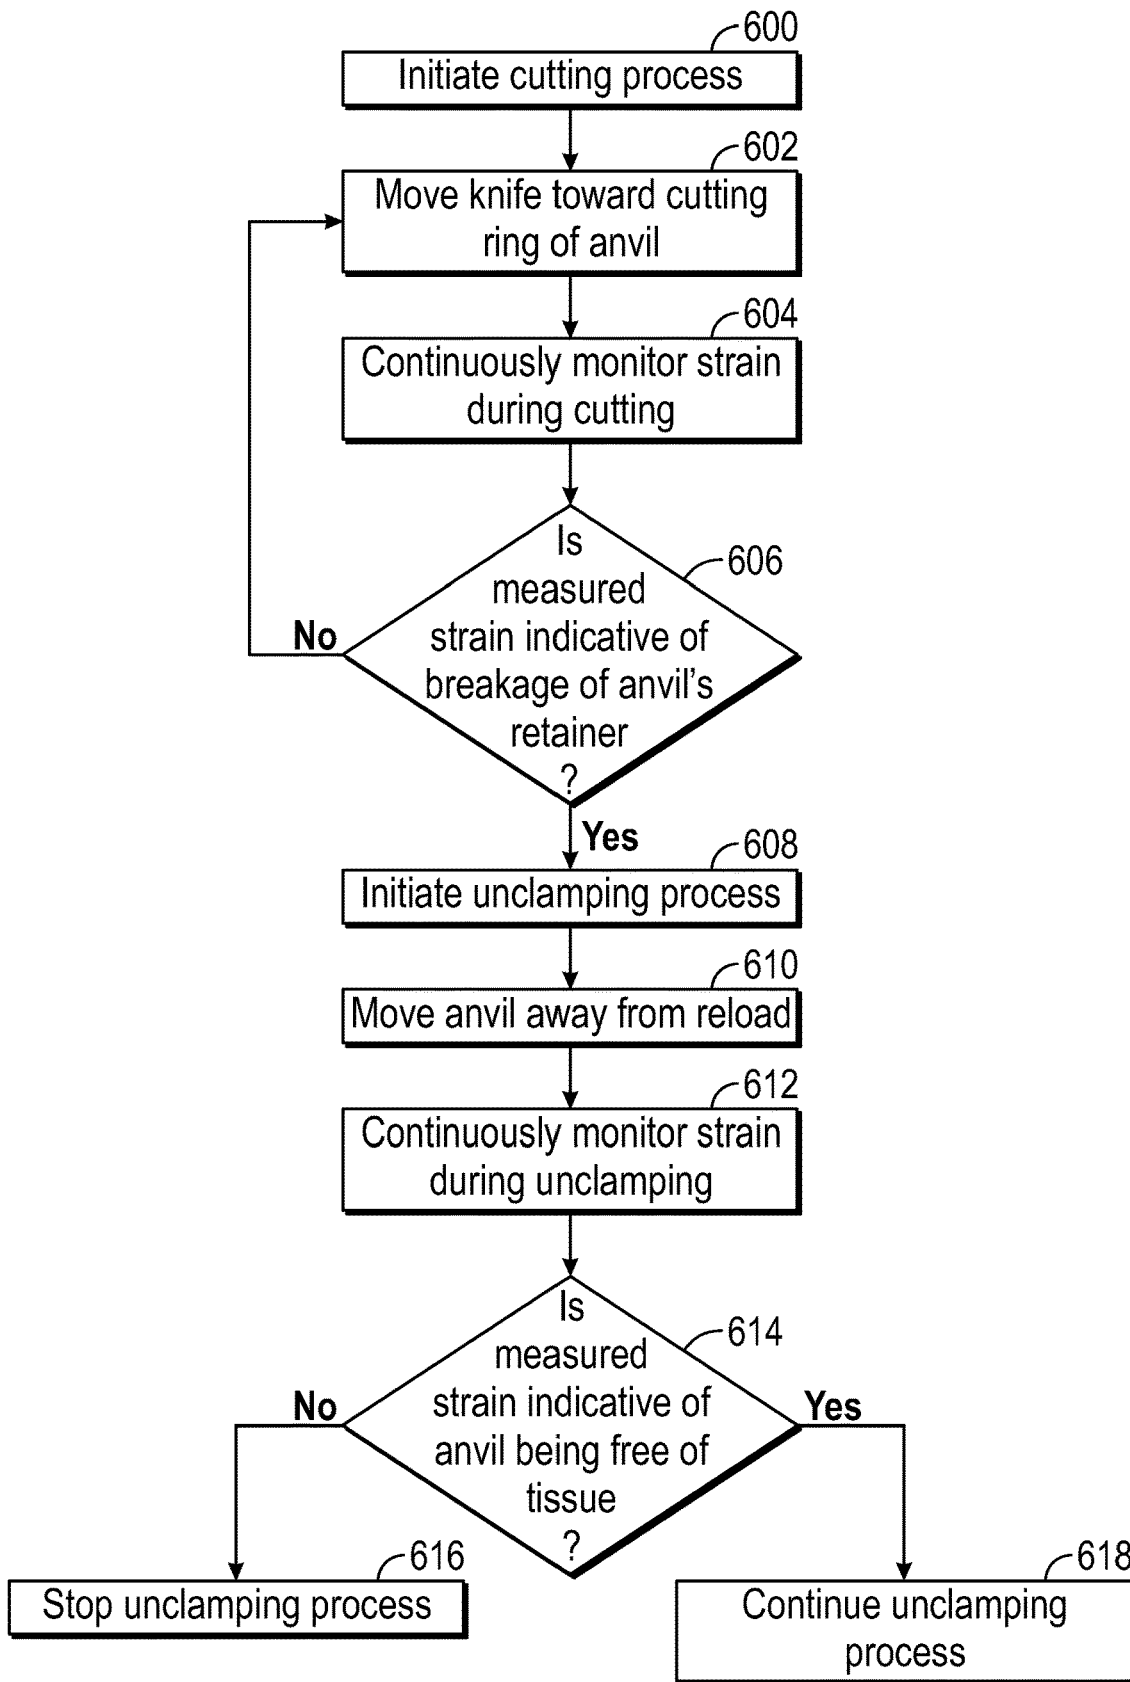 600
Initiate cutting process
602
Move knife toward cutting
ring of anvil
604
Continuously monitor strain
during cutting
Is
measured
strain indicative of
breakage of anvil's
retainer
?
606
No
Yes
608
Initiate unclamping process
610
Move anvil away from reload
612
Continuously monitor strain
during unclamping
Is
measured
strain indicative of
anvil being free of
tissue
?
614
No
Yes
616
Stop unclamping process
618
Continue unclamping
process